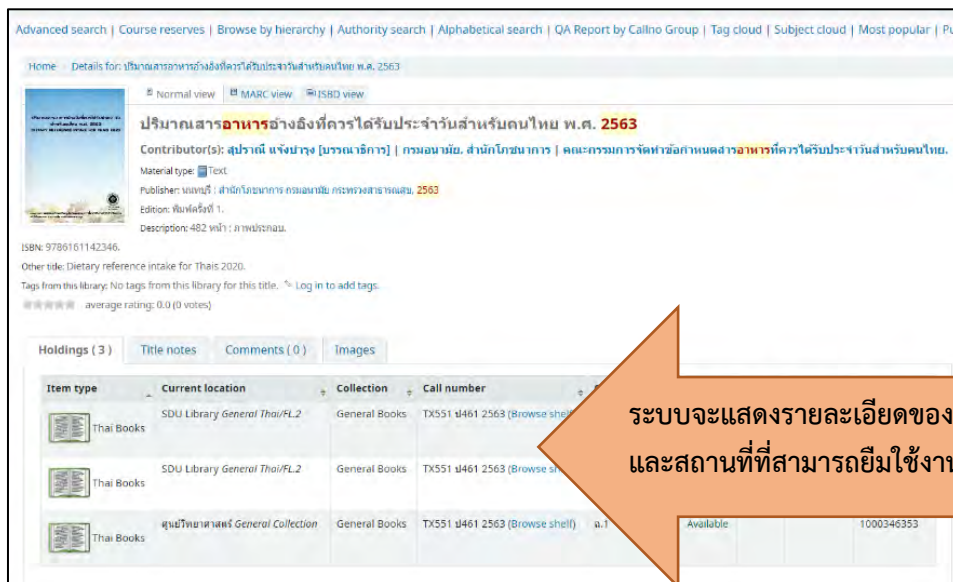 Advanced search | Course reserves | Browse by hierarchy | Authority search | Alphabetical search | QA Report by Callno Group | Tag cloud | Subject cloud | Most popular | Pu
Home Details for: ปริมาณสารอาหารอ้างอิงที่ควรได้รับประจำวันสำหรับคนไทย พ.ศ. 2563
Normal view MARC view ISBD view
ปริมาณสารอาหารอ้างอิงที่ควรได้รับประจำวันสำหรับคนไทย พ.ศ. 2563
Contributor(s): สุปราณี แจ้งบำรุง [บรรณาธิการ] | กรมอนามัย. สำนักโภชนาการ | คณะกรรมการจัดทำข้อกำหนดสารอาหารที่ควรได้รับประจำวันสำหรับคนไทย.
Material type: Text
Publisher: นนทบุรี : สำนักโภชนาการ กรมอนามัย กระทรวงสาธารณสุข, 2563
Edition: พิมพ์ครั้งที่ 1.
Description: 482 หน้า : ภาพประกอบ.
ISBN: 9786161142346.
Other title: Dietary reference intake for Thais 2020.
Tags from this library: No tags from this library for this title. Log in to add tags.
average rating: 0.0 (0 votes)
Holdings ( 3 ) Title notes Comments ( 0 ) Images
Item type Current location Collection Call number
Thai Books SDU Library General Thai/FL.2 General Books TX551 ป461 2563 (Browse shelf)
Thai Books SDU Library General Thai/FL.2 General Books TX551 ป461 2563 (Browse sh
Thai Books ศูนย์วิทยาศาสตร์ General Collection General Books TX551 ป461 2563 (Browse shelf) ฉ.1 Available 1000346353
ระบบจะแสดงรายละเอียดของ
และสถานที่ที่สามารถยืมใช้งาน